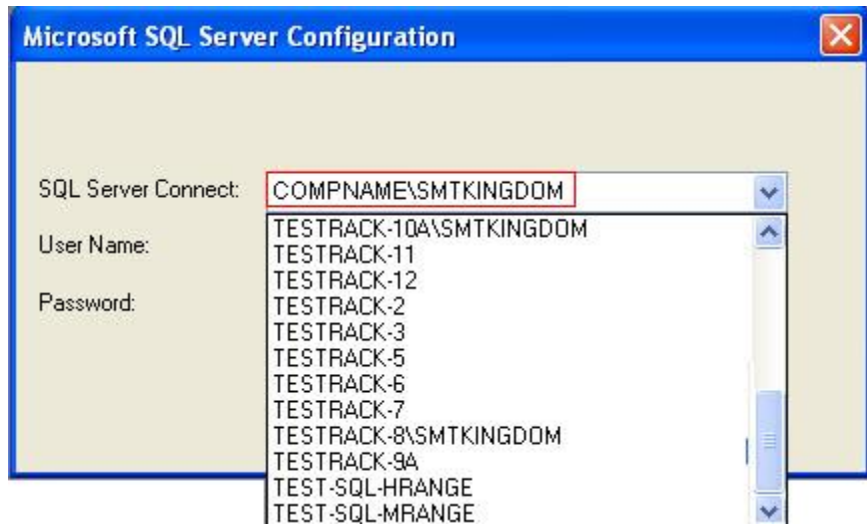 Microsoft SQL Server Configuration
SQL Server Connect: COMPNAME\SMTKINGDOM
TESTRACK-10A\SMTKINGDOM
User Name:
TESTRACK-11
TESTRACK-12
Password:
TESTRACK-2
TESTRACK-3
TESTRACK-5
TESTRACK-6
TESTRACK-7
TESTRACK-8\SMTKINGDOM
TESTRACK-9A
TEST-SQL-HRANGE
TEST-SQL-MRANGE